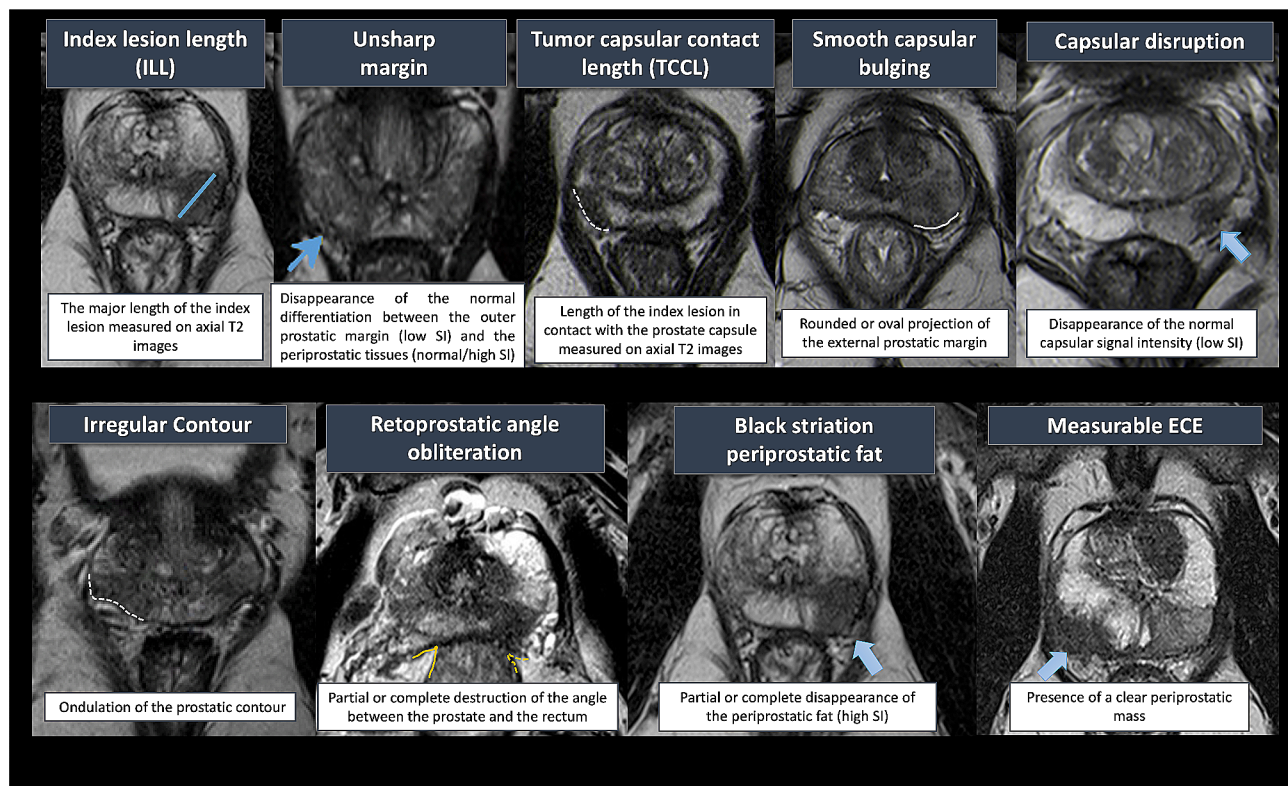 Index lesion length
(ILL)
Unsharp
margin
Tumor capsular contact
length (TCCL)
Smooth capsular
bulging
Capsular disruption
The major length of the index
lesion measured on axial T2
images
Disappearance of the normal
differentiation between the outer
prostatic margin (low SI) and the
periprostatic tissues (normal/high SI)
Length of the index lesion in
contact with the prostate capsule
measured on axial T2 images
Rounded or oval projection of
the external prostatic margin
Disappearance of the normal
capsular signal intensity (low SI)
Irregular Contour
Retoprostatic angle
obliteration
Black striation
periprostatic fat
Measurable ECE
Ondulation of the prostatic contour
Partial or complete destruction of the angle
between the prostate and the rectum
Partial or complete disappearance of
the periprostatic fat (high SI)
Presence of a clear periprostatic
mass